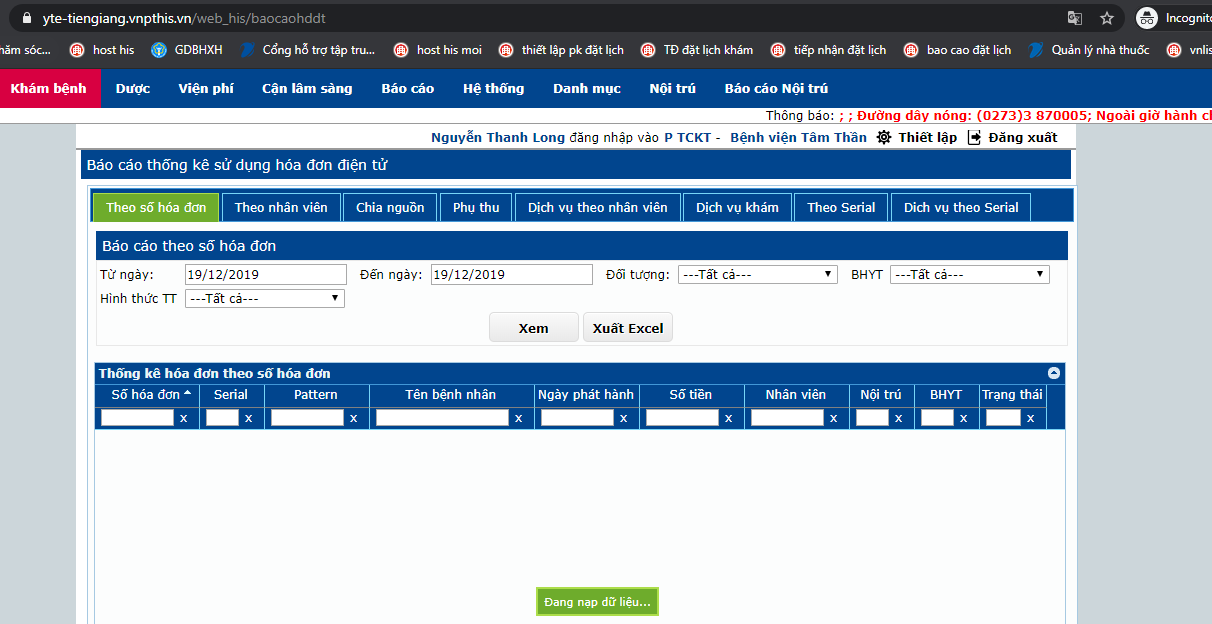 yte-tiengiang.vnpthis.vn/web_his/baocaohddt Incognito
hăm sóc... host his GDBHXH Cổng hỗ trợ tập tru... host his moi thiết lập pk đặt lịch TĐ đặt lịch khám tiếp nhận đặt lịch bao cao đặt lịch Quản lý nhà thuốc vnlis
Khám bệnh Dược Viện phí Cận lâm sàng Báo cáo Hệ thống Danh mục Nội trú Báo cáo Nội trú
Thông báo: ; ; Đường dây nóng: (0273)3 870005; Ngoài giờ hành ch
Nguyễn Thanh Long đăng nhập vào P TCKT - Bệnh viện Tâm Thần Thiết lập Đăng xuất
Báo cáo thống kê sử dụng hóa đơn điện tử
Theo số hóa đơn Theo nhân viên Chia nguồn Phụ thu Dịch vụ theo nhân viên Dịch vụ khám Theo Serial Dich vụ theo Serial
Báo cáo theo số hóa đơn
Từ ngày: 19/12/2019 Đến ngày: 19/12/2019 Đối tượng: ---Tất cả--- BHYT ---Tất cả---
Hình thức TT ---Tất cả---
Xem Xuất Excel
Thống kê hóa đơn theo số hóa đơn
Số hóa đơn Serial Pattern Tên bệnh nhân Ngày phát hành Số tiền Nhân viên Nội trú BHYT Trạng thái
x x x x x x x x x x
Đang nạp dữ liệu...